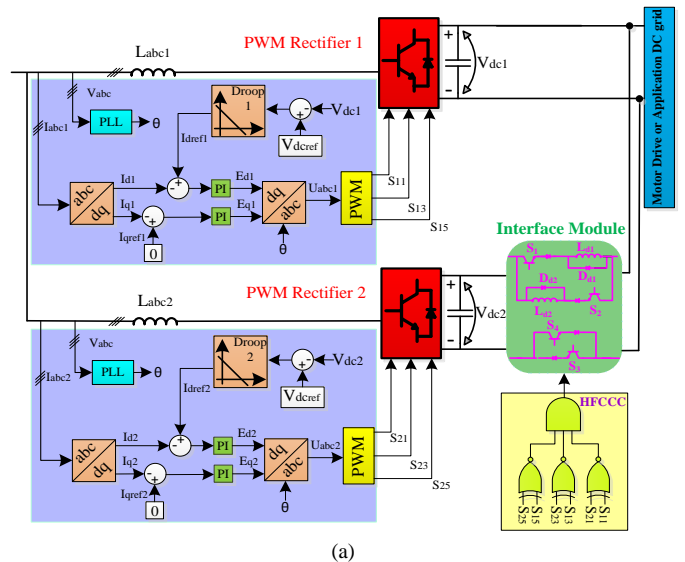 PWM Rectifier 1
Labc1
Vabc
Iabc1
PLL
θ
Droop
1
Vdc1
Vdcref
Idref1
abc
dq
Id1
Iq1
Iqref1
0
PI
PI
Ed1
Eq1
dq
abc
θ
Uabc1
PWM
S11
S13
S15
+
-
Vdc1
Motor Drive or Application DC grid
Interface Module
S1
Ld1
Dd1
Dd2
Ld2
S2
S4
S3
PWM Rectifier 2
Labc2
Vabc
Iabc2
PLL
θ
Droop
2
Vdc2
Vdcref
Idref2
abc
dq
Id2
Iq2
Iqref2
0
PI
PI
Ed2
Eq2
dq
abc
θ
Uabc2
PWM
S21
S23
S25
+
-
Vdc2
HFCCC
S25
S15
S23
S13
S21
S11
(a)